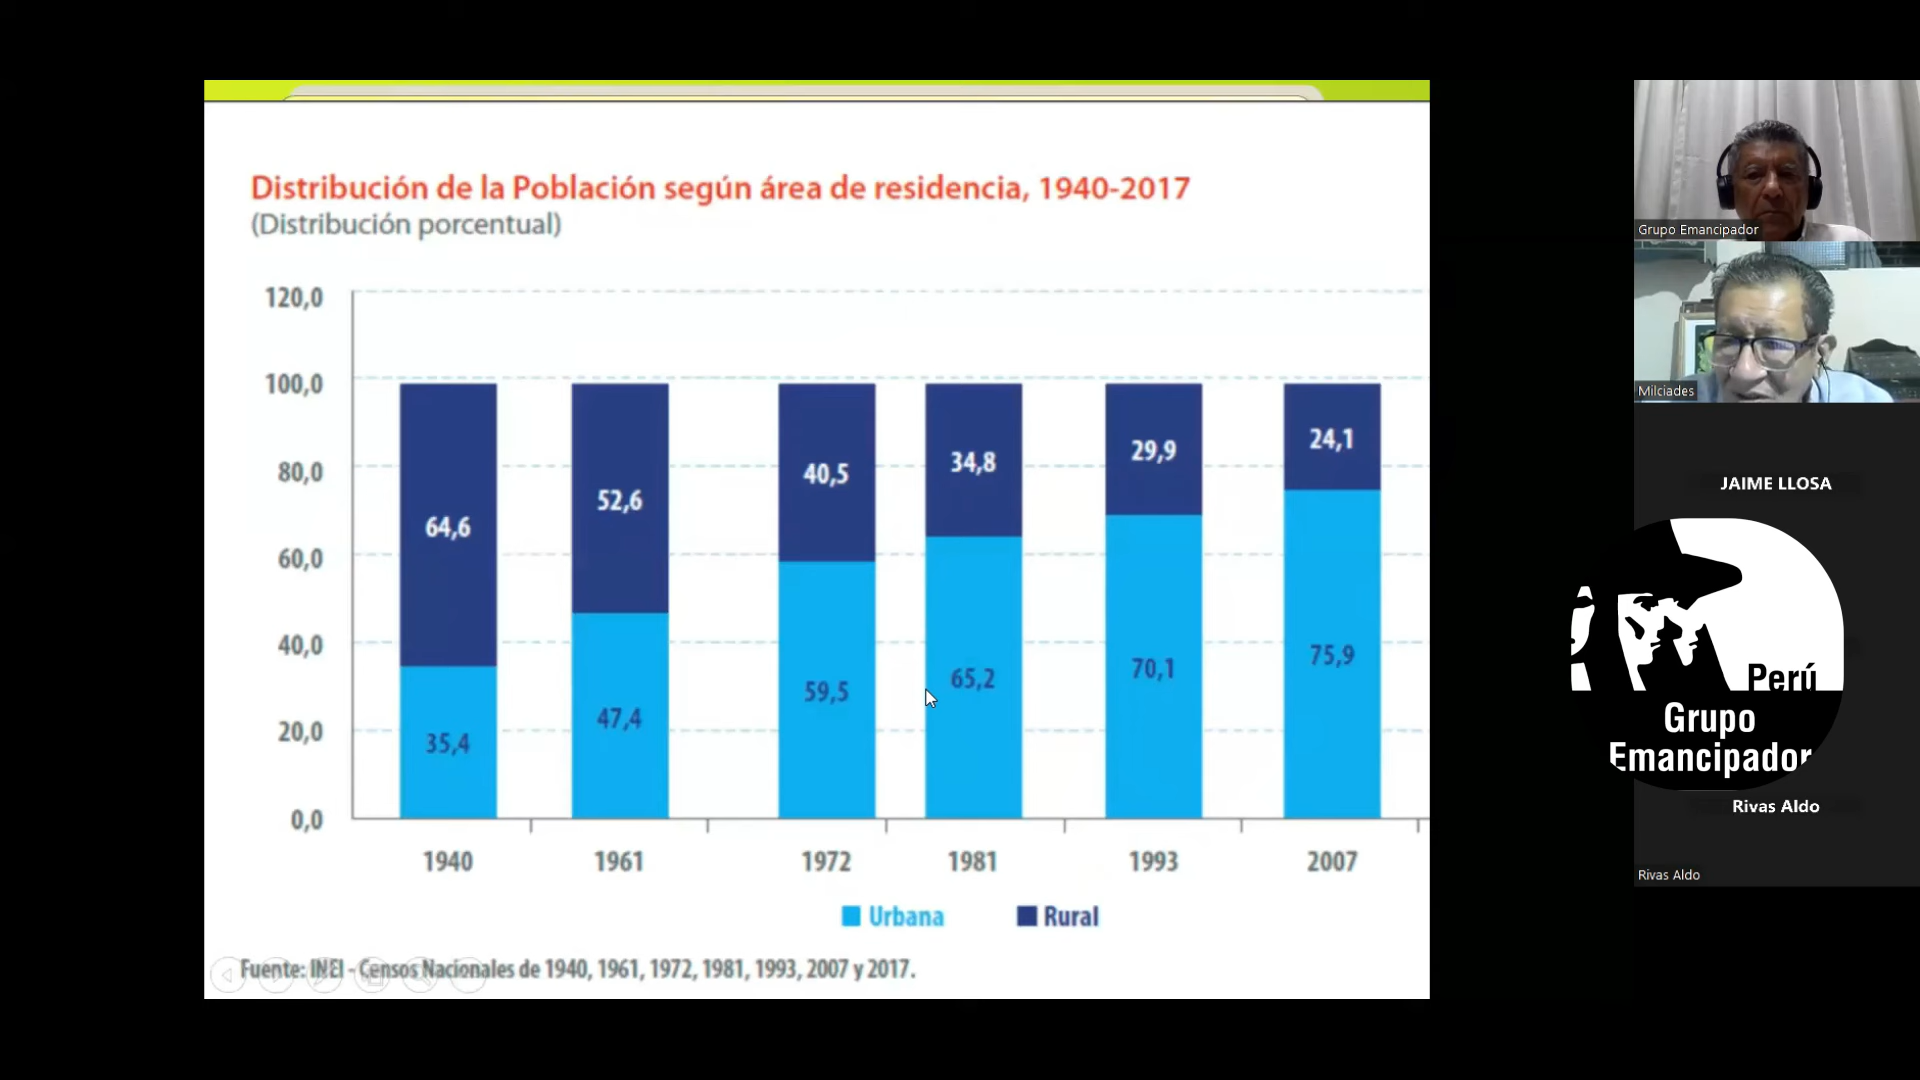 Distribución de la Población según área de residencia, 1940-2017
(Distribución porcentual)
120,0
100,0
80,0
60,0
40,0
20,0
0,0
64,6
52,6
40,5
34,8
29,9
24,1
35,4
47,4
59,5
65,2
70,1
75,9
1940
1961
1972
1981
1993
2007
Urbana
Rural
Fuente: INEI - Censos Nacionales de 1940, 1961, 1972, 1981, 1993, 2007 y 2017.
Grupo Emancipador
Milciades
JAIME LLOSA
Perú
Grupo
Emancipador
Rivas Aldo
Rivas Aldo